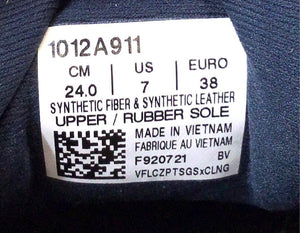 1012A911
CM US EURO
24.0 7 38
SYNTHETIC FIBER & SYNTHETIC LEATHER
UPPER / RUBBER SOLE
MADE IN VIETNAM
FABRIQUE AU VIETNAM
F920721 BV
VFLCZPTSGSxCLNG